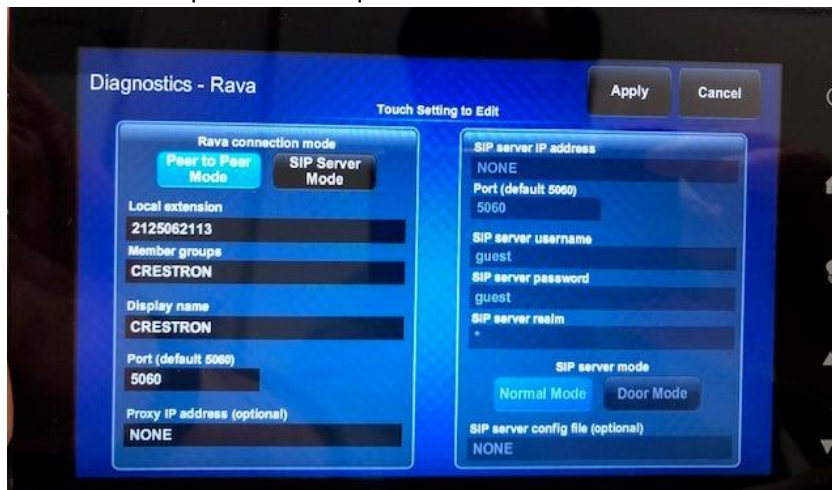 Diagnostics - Rava
Apply
Cancel
Touch Setting to Edit
Rava connection mode
Peer to Peer Mode
SIP Server Mode
Local extension
2125062113
Member groups
CRESTRON
Display name
CRESTRON
Port (default 5060)
5060
Proxy IP address (optional)
NONE
SIP server IP address
NONE
Port (default 5060)
5060
SIP server username
guest
SIP server password
guest
SIP server realm
*
SIP server mode
Normal Mode
Door Mode
SIP server config file (optional)
NONE